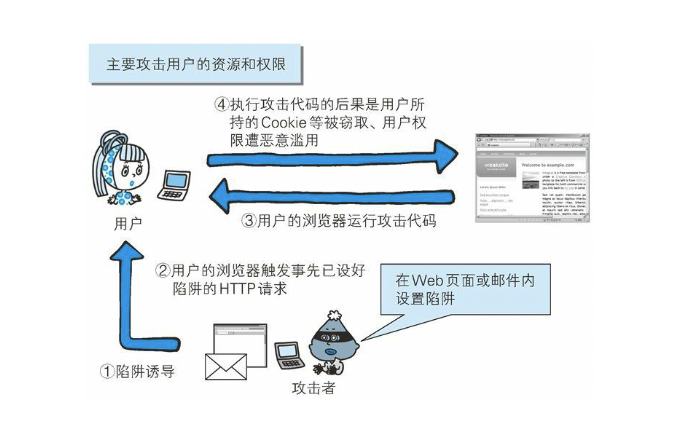 主要攻击用户的资源和权限
④执行攻击代码的后果是用户所
持的Cookie等被窃取、用户权
限遭恶意滥用
Welcome to example.com
用户
③用户的浏览器运行攻击代码
②用户的浏览器触发事先已设好
陷阱的HTTP请求
在Web页面或邮件内
设置陷阱
①陷阱诱导
攻击者